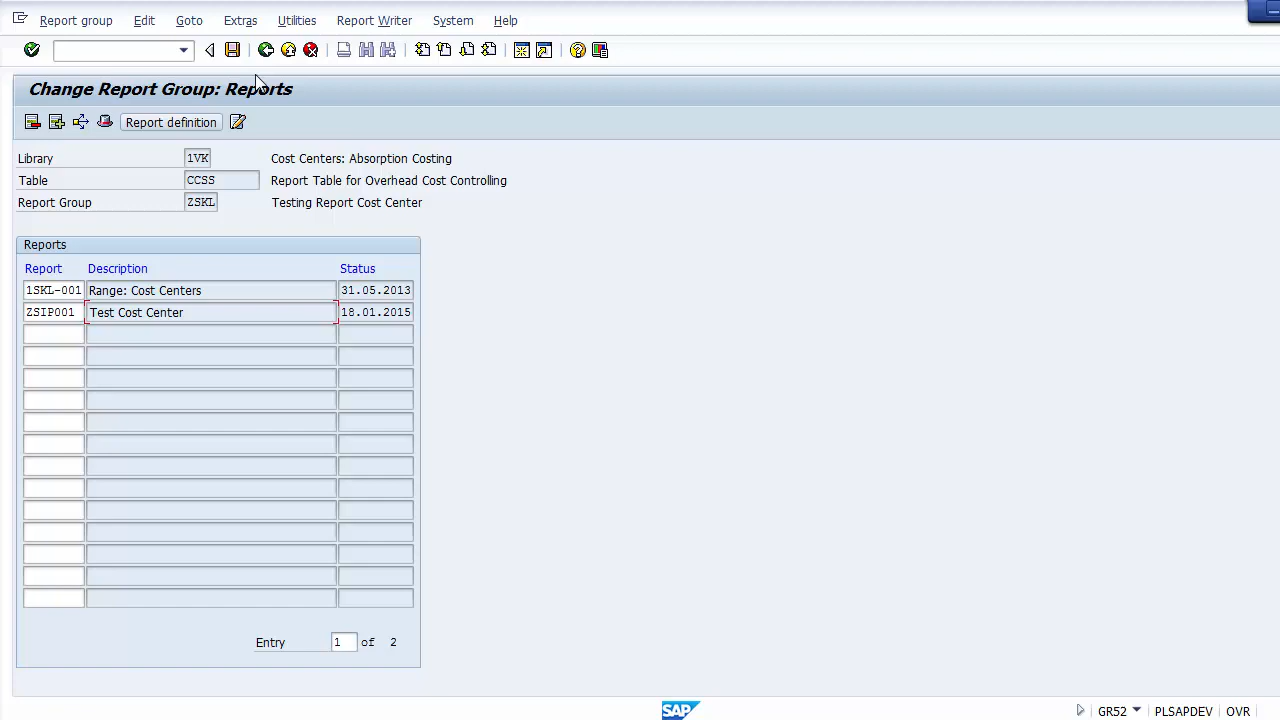 Report group Edit Goto Extras Utilities Report Writer System Help
Change Report Group: Reports
Report definition
Library 1VK Cost Centers: Absorption Costing
Table CCSS Report Table for Overhead Cost Controlling
Report Group ZSKL Testing Report Cost Center
Reports
Report Description Status
1SKL-001 Range: Cost Centers 31.05.2013
ZSIP001 Test Cost Center 18.01.2015
Entry 1 of 2
SAP GR52 PLSAPDEV OVR